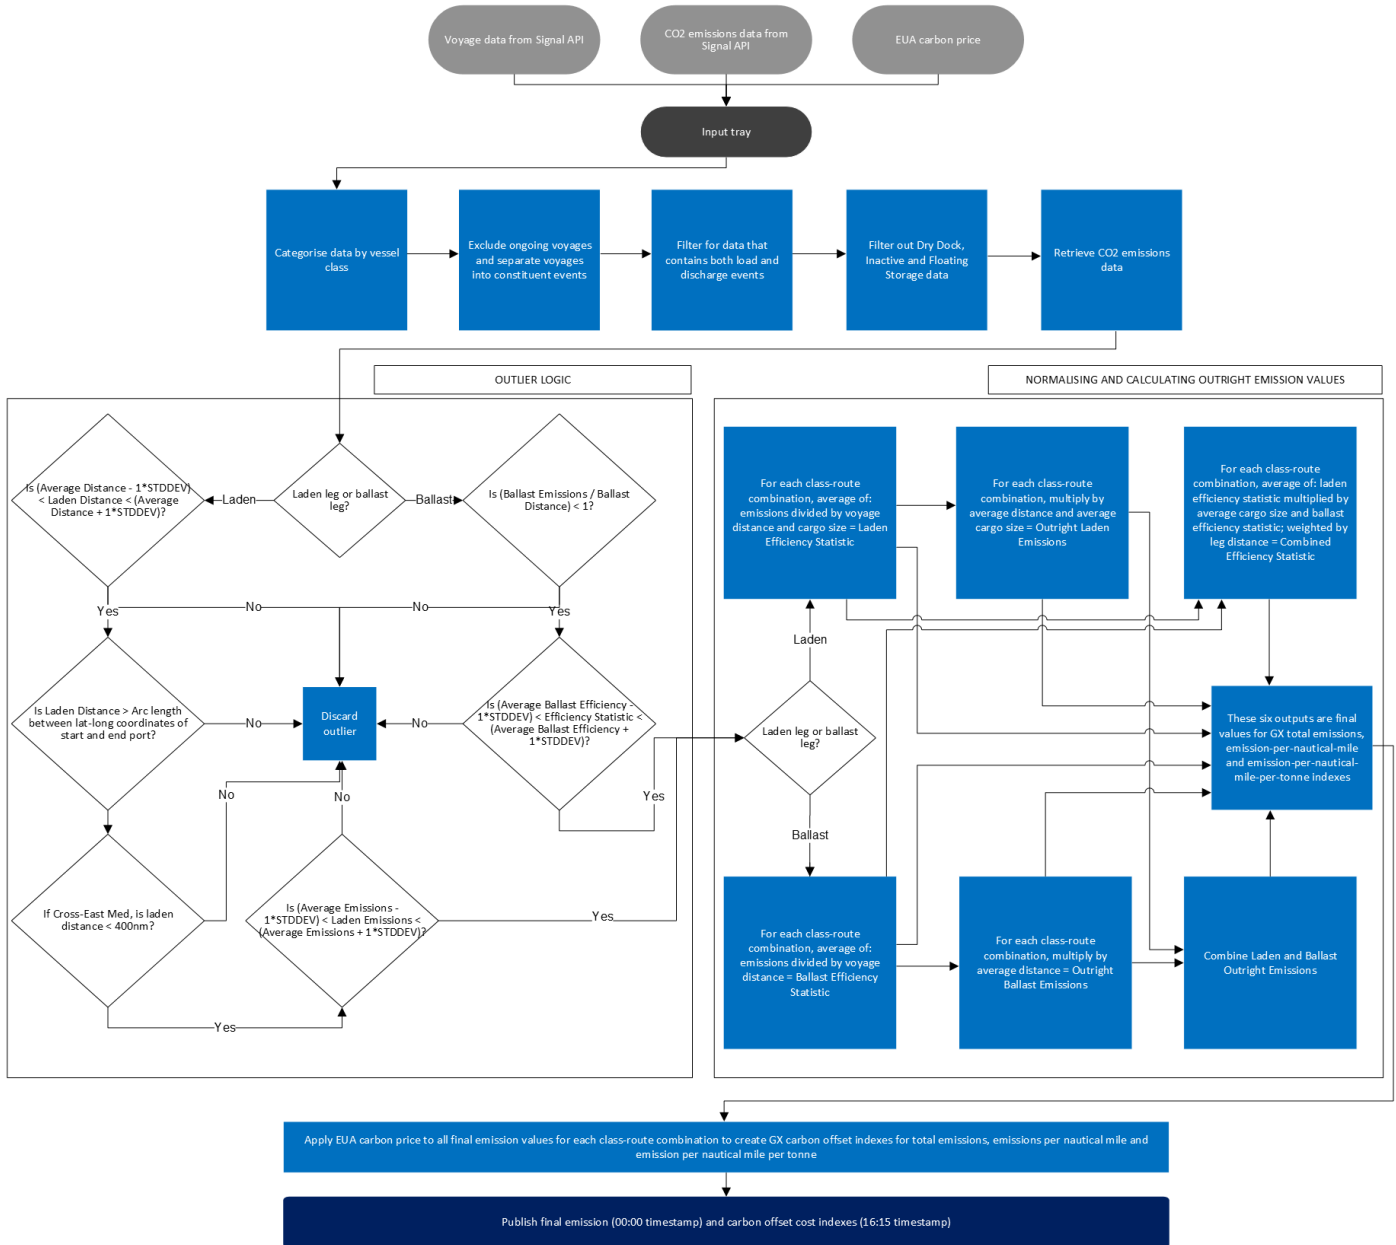 Voyage data from Signal API
CO2 emissions data from
Signal API
EUA carbon price
Input tray
Categorise data by vessel
class
Exclude ongoing voyages
and separate voyages
into constituent events
Filter for data that
contains both load and
discharge events
Filter out Dry Dock,
Inactive and Floating
Storage data
Retrieve CO2 emissions
data
OUTLIER LOGIC
Is (Average Distance - 1*STDDEV)
< Laden Distance < (Average
Distance + 1*STDDEV)?
Laden
Laden leg or ballast
leg?
Ballast
Is (Ballast Emissions / Ballast
Distance) < 1?
Yes
No
No
Yes
Is Laden Distance > Arc length
between lat-long coordinates of
start and end port?
No
Discard
outlier
No
Is (Average Ballast Efficiency -
1*STDDEV) < Efficiency Statistic <
(Average Ballast Efficiency +
1*STDDEV)?
No
No
Yes
If Cross-East Med, is laden
distance < 400nm?
Is (Average Emissions -
1*STDDEV) < Laden Emissions <
(Average Emissions + 1*STDDEV)?
Yes
Yes
NORMALISING AND CALCULATING OUTRIGHT EMISSION VALUES
For each class-route
combination, average of:
emissions divided by voyage
distance and cargo size = Laden
Efficiency Statistic
For each class-route
combination, multiply by
average distance and average
cargo size = Outright Laden
Emissions
For each class-route
combination, average of: laden
efficiency statistic multiplied by
average cargo size and ballast
efficiency statistic; weighted by
leg distance = Combined
Efficiency Statistic
Laden
Laden leg or ballast
leg?
Ballast
These six outputs are final
values for GX total emissions,
emission-per-nautical-mile
and emission-per-nautical-
mile-per-tonne indexes
For each class-route
combination, average of:
emissions divided by voyage
distance = Ballast Efficiency
Statistic
For each class-route
combination, multiply by
average distance = Outright
Ballast Emissions
Combine Laden and Ballast
Outright Emissions
Apply EUA carbon price to all final emission values for each class-route combination to create GX carbon offset indexes for total emissions, emissions per nautical mile and
emission per nautical mile per tonne
Publish final emission (00:00 timestamp) and carbon offset cost indexes (16:15 timestamp)